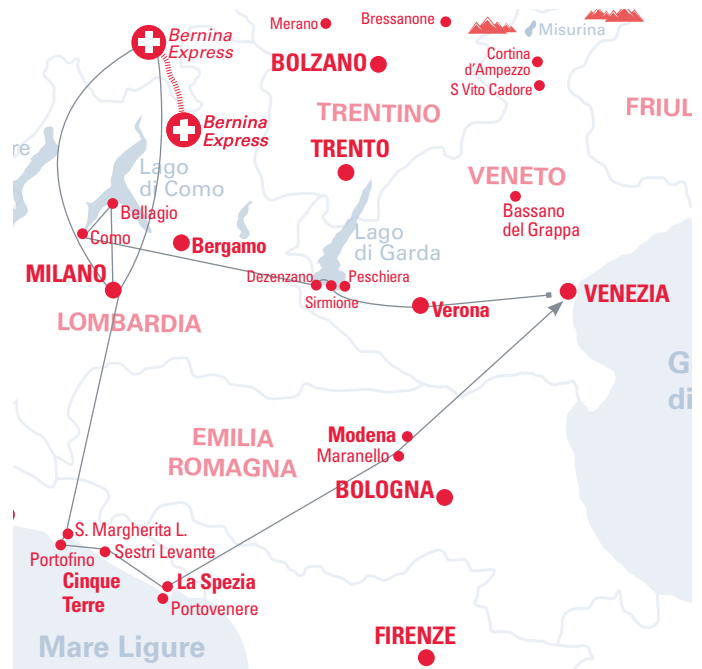 Merano
Bressanone
Misurina
Bernina
Express
BOLZANO
Cortina
d'Ampezzo
S Vito Cadore
TRENTINO
FRIUL
Bernina
Express
TRENTO
re
Lago
di Como
VENETO
Bellagio
Bassano
del Grappa
Como
Bergamo
Lago
di Garda
MILANO
Dezenzano
Peschiera
Sirmione
VENEZIA
Verona
LOMBARDIA
G
di
EMILIA
ROMAGNA
Modena
Maranello
BOLOGNA
S. Margherita L.
Portofino
Sestri Levante
Cinque
Terre
La Spezia
Portovenere
FIRENZE
Mare Ligure